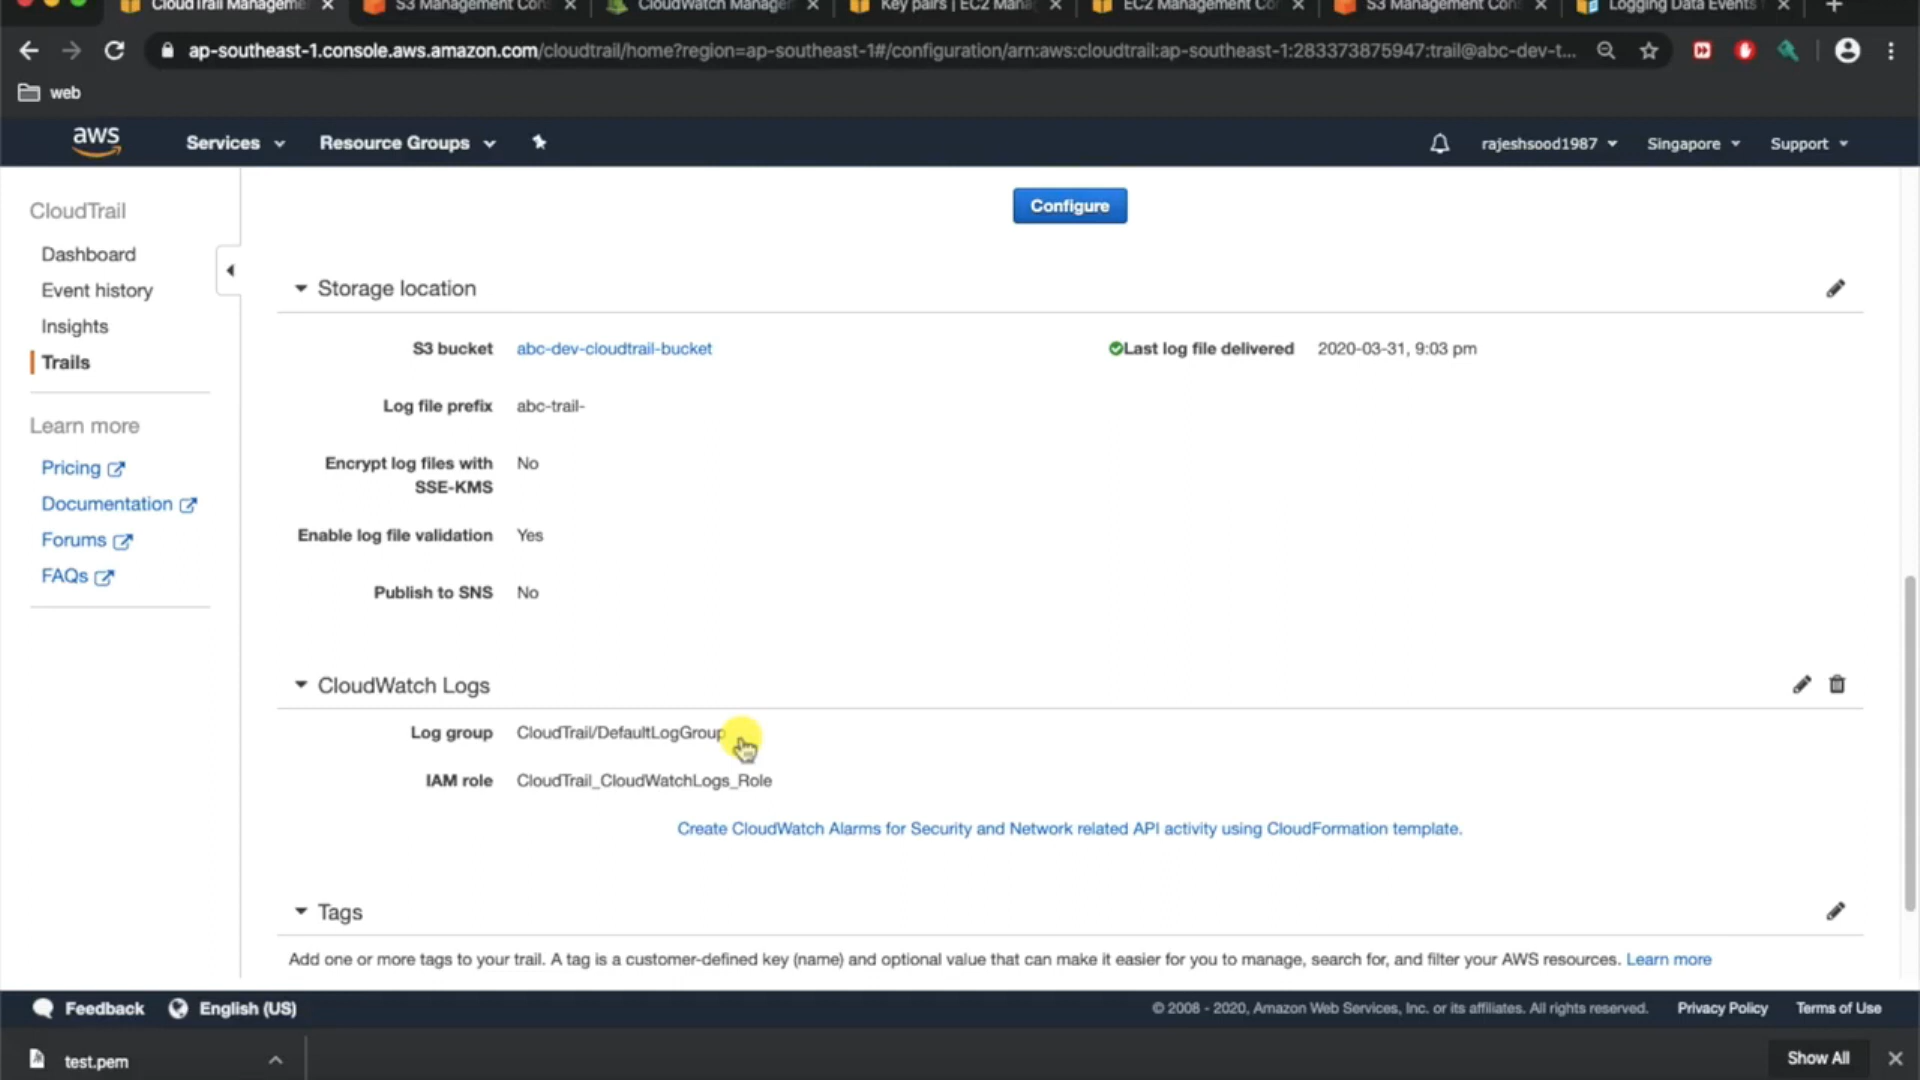 CloudTrail Manageme
S3 Management Con
CloudWatch Manager
Key pairs | EC2 Mana
EC2 Management Co
S3 Management Con
Logging Data Events
ap-southeast-1.console.aws.amazon.com/cloudtrail/home?region=ap-southeast-1#/configuration/arn:aws:cloudtrail:ap-southeast-1:283373875947:trail@abc-dev-t...
web
aws
Services
Resource Groups
rajeshsood1987
Singapore
Support
CloudTrail
Dashboard
Event history
Insights
Trails
Learn more
Pricing
Documentation
Forums
FAQs
Configure
Storage location
S3 bucket abc-dev-cloudtrail-bucket
Last log file delivered 2020-03-31, 9:03 pm
Log file prefix abc-trail-
Encrypt log files with No
SSE-KMS
Enable log file validation Yes
Publish to SNS No
CloudWatch Logs
Log group CloudTrail/DefaultLogGroup
IAM role CloudTrail_CloudWatchLogs_Role
Create CloudWatch Alarms for Security and Network related API activity using CloudFormation template.
Tags
Add one or more tags to your trail. A tag is a customer-defined key (name) and optional value that can make it easier for you to manage, search for, and filter your AWS resources. Learn more
Feedback
English (US)
© 2008 - 2020, Amazon Web Services, Inc. or its affiliates. All rights reserved.
Privacy Policy
Terms of Use
test.pem
Show All